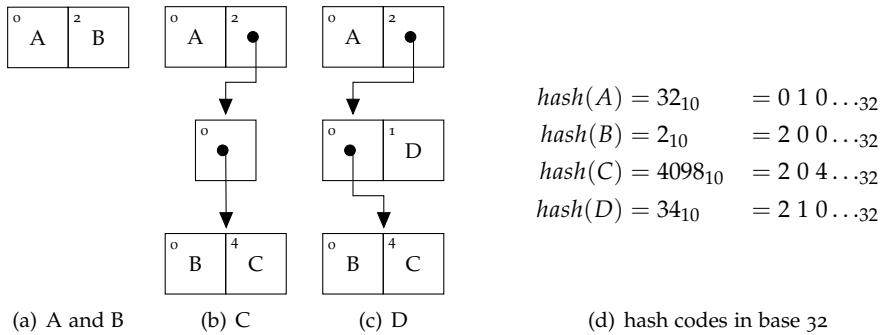 0 A 2 B
0 A 2
0
0 B 4 C
0 A 2
0 1 D
0 B 4 C
hash(A) = 32₁₀ = 0 1 0 ...₃₂
hash(B) = 2₁₀ = 2 0 0 ...₃₂
hash(C) = 4098₁₀ = 2 0 4 ...₃₂
hash(D) = 34₁₀ = 2 1 0 ...₃₂
(a) A and B (b) C (c) D (d) hash codes in base 32